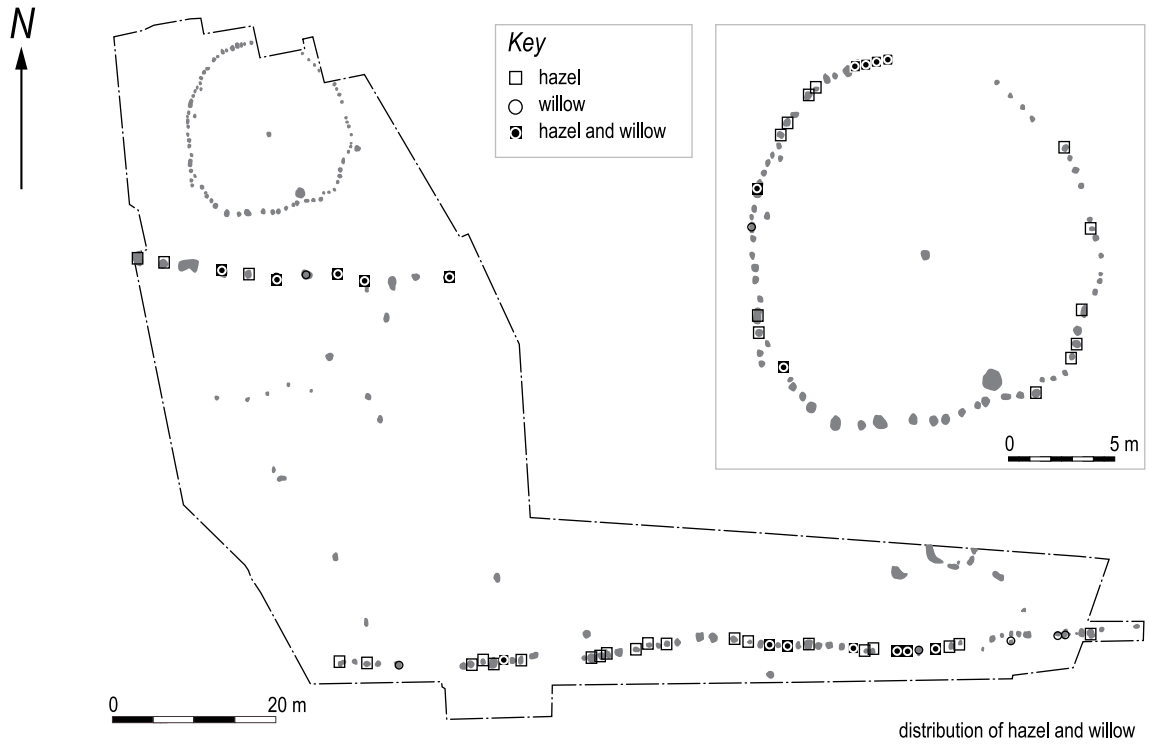 N
Key
hazel
willow
hazel and willow
0 5 m
0 20 m
distribution of hazel and willow